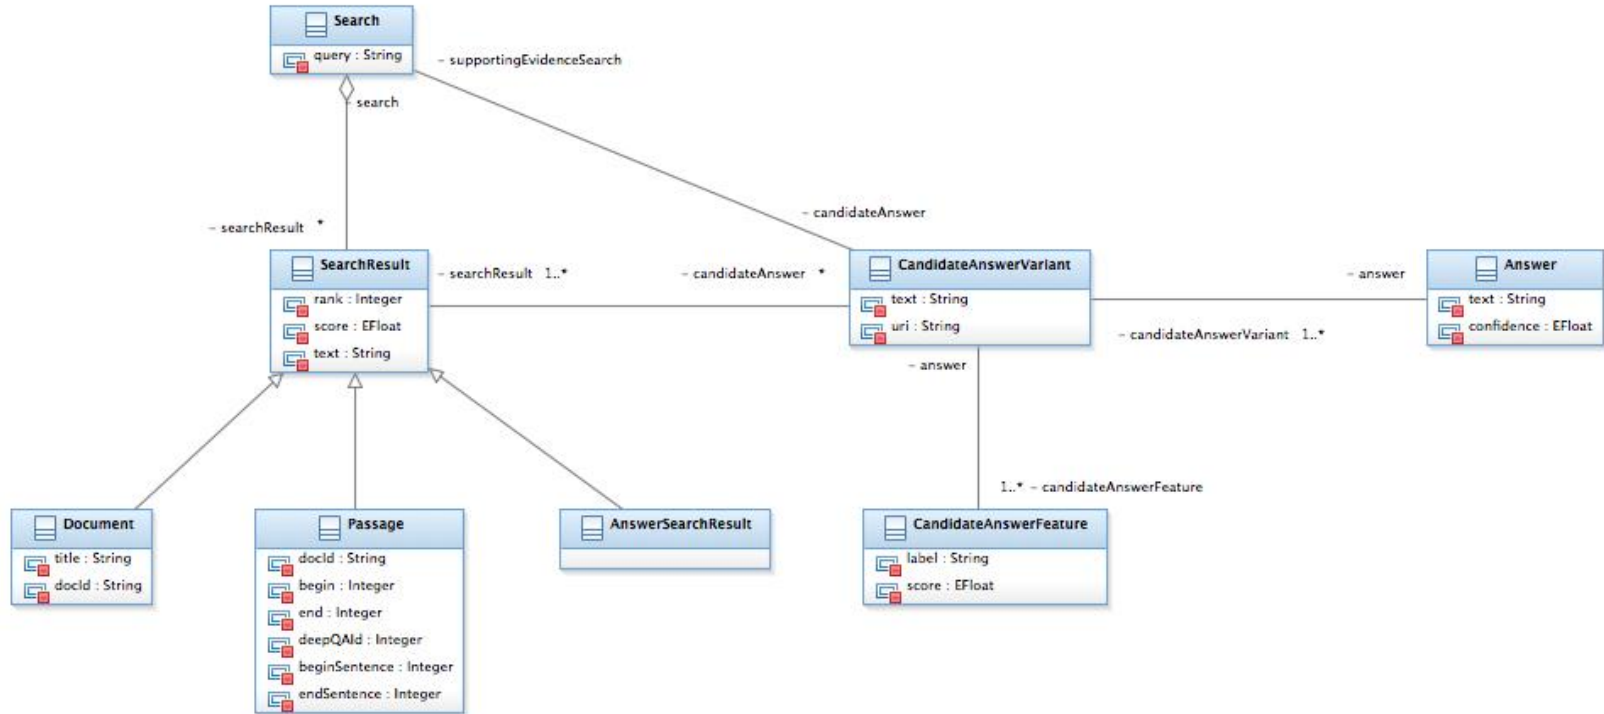 Search
query : String
– supportingEvidenceSearch
– search
– searchResult *
– candidateAnswer
SearchResult
rank : Integer
score : EFloat
text : String
– searchResult 1..*
– candidateAnswer *
CandidateAnswerVariant
text : String
uri : String
– answer
– candidateAnswerVariant 1..*
Answer
text : String
confidence : EFloat
– answer
1..* – candidateAnswerFeature
Document
title : String
docId : String
Passage
docId : String
begin : Integer
end : Integer
deepQAId : Integer
beginSentence : Integer
endSentence : Integer
AnswerSearchResult
CandidateAnswerFeature
label : String
score : EFloat